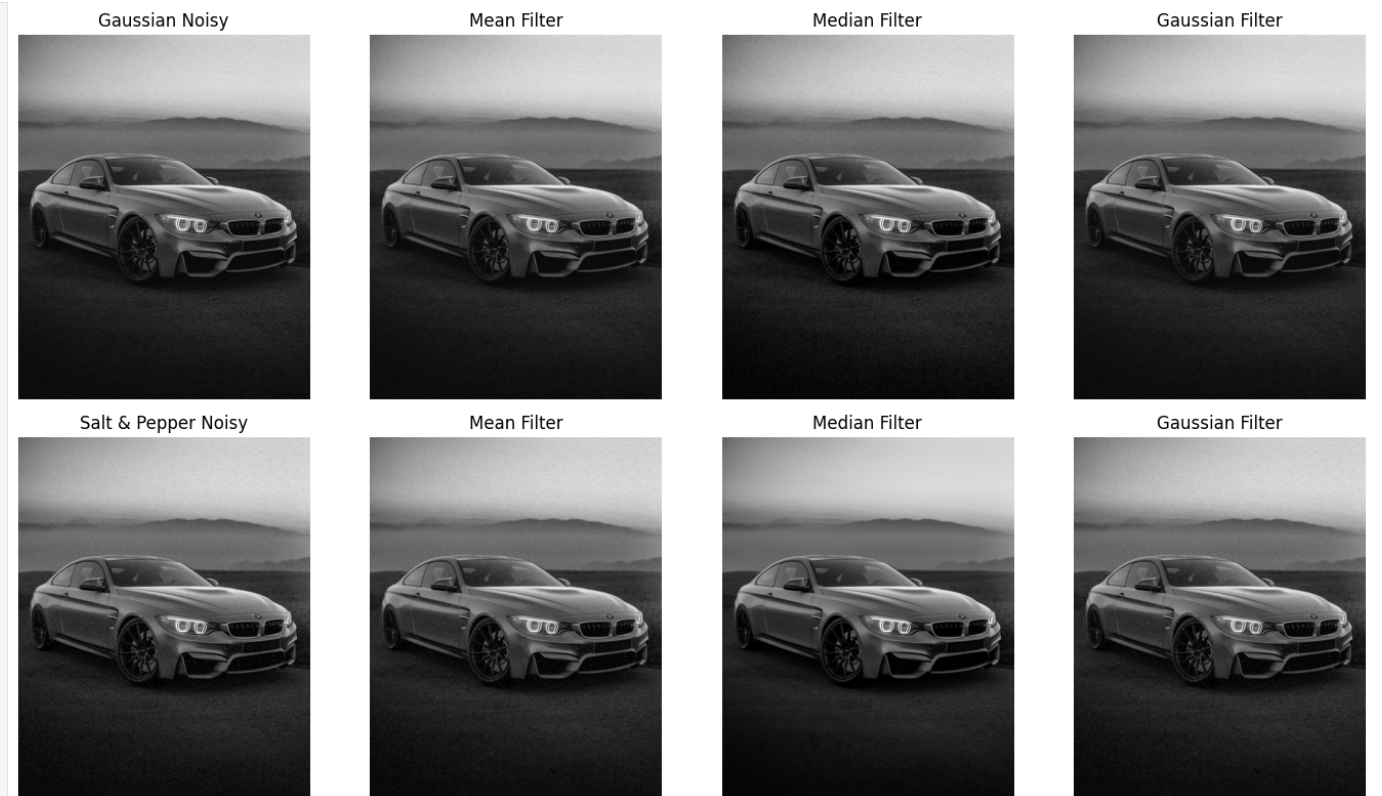 Gaussian Noisy
Mean Filter
Median Filter
Gaussian Filter
Salt & Pepper Noisy
Mean Filter
Median Filter
Gaussian Filter